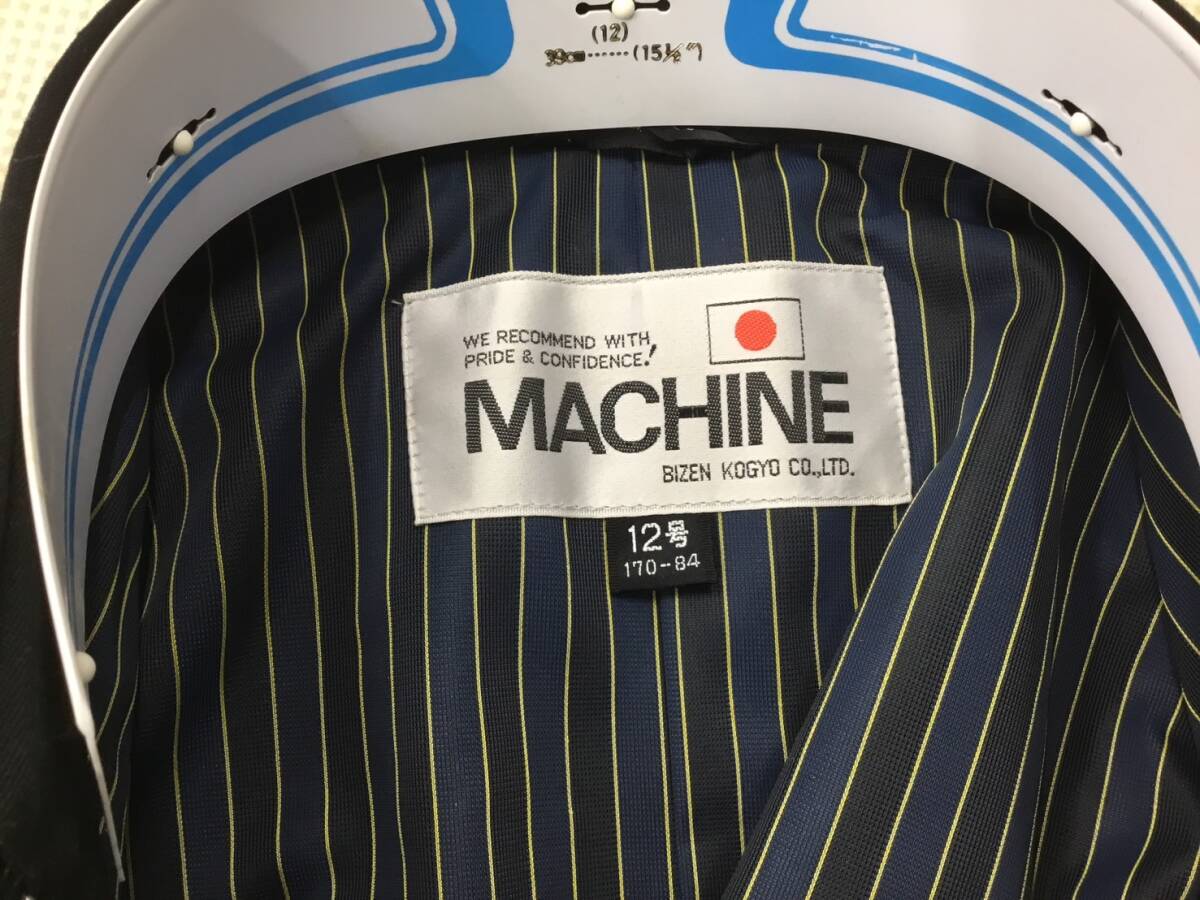 (12)
39cm……(15½")
WE RECOMMEND WITH
PRIDE & CONFIDENCE!
MACHINE
BIZEN KOGYO CO.,LTD.
12号
170-84